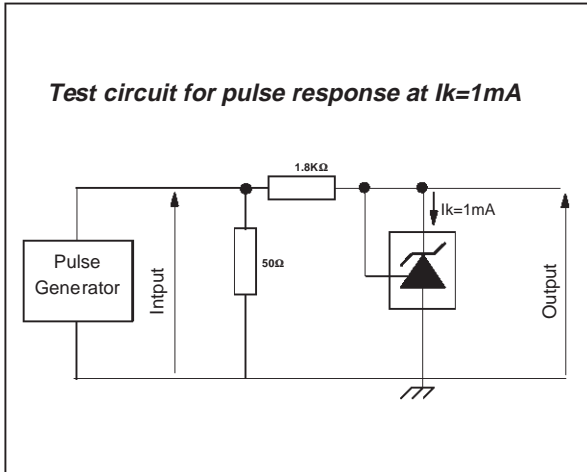 Test circuit for pulse response at Ik=1mA
1.8KΩ
Ik=1mA
Pulse
Generator
Intput
50Ω
Output